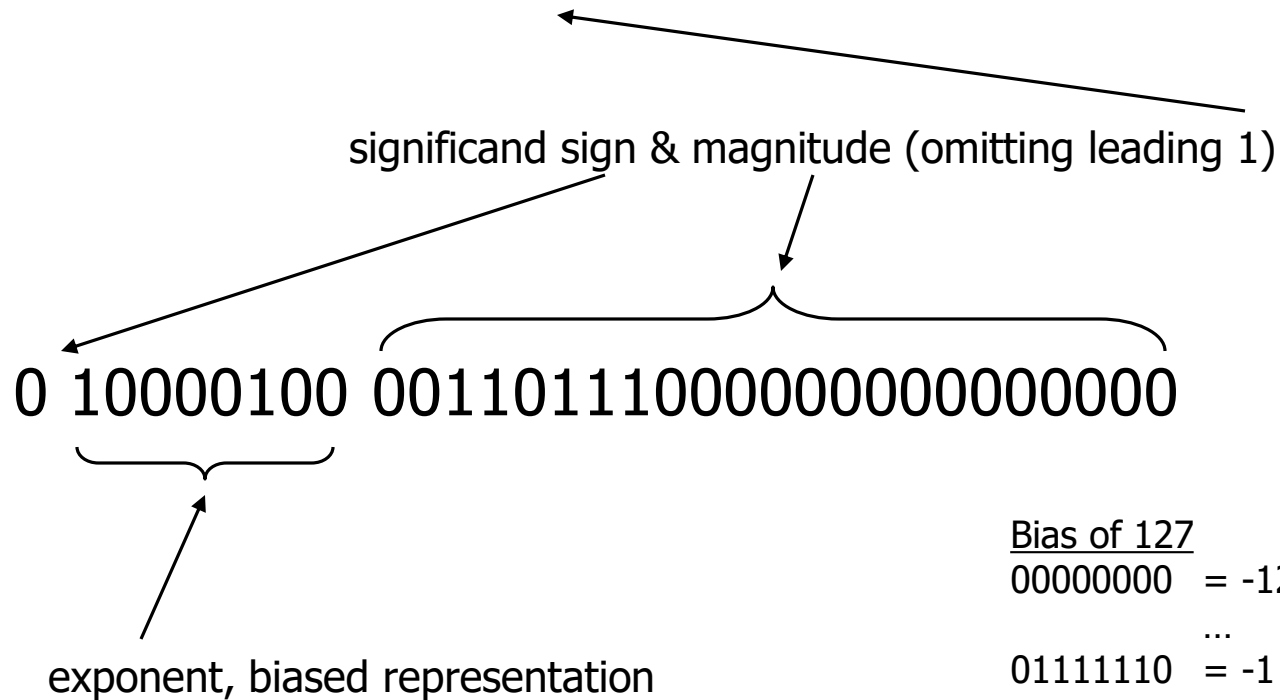 significand sign & magnitude (omitting leading 1)
0 10000100 00110111000000000000000
Bias of 127
00000000 = -12
…
01111110 = -1
exponent, biased representation